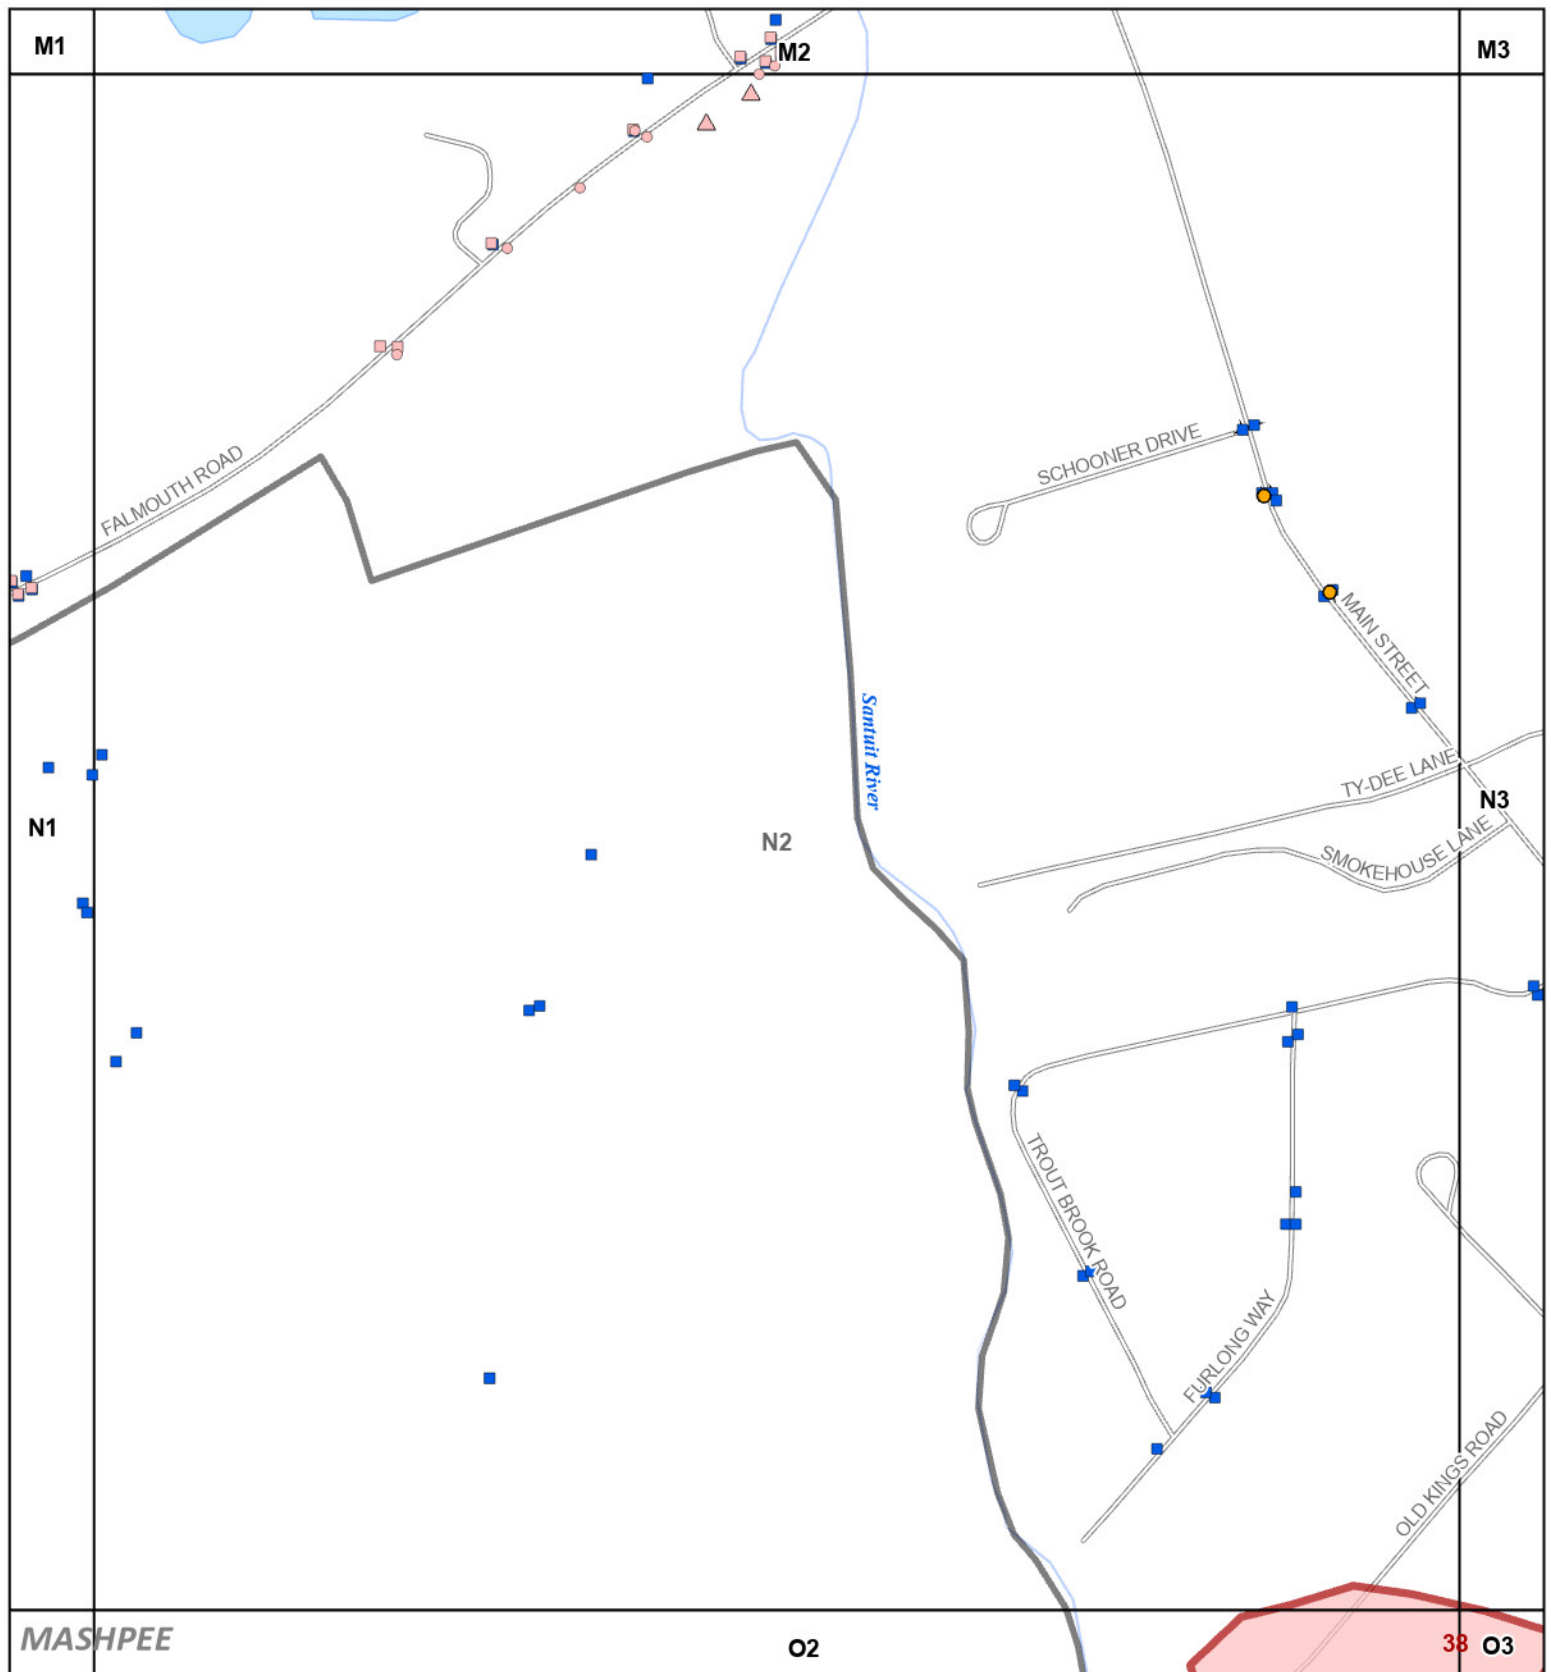 M1
M2
M3
FALMOUTH ROAD
SCHOONER DRIVE
MAIN STREET
Santuit River
TY-DEE LANE
N1
N2
N3
SMOKEHOUSE LANE
TROUT BROOK ROAD
FURLONG WAY
OLD KINGS ROAD
MASHPEE
O2
38
O3